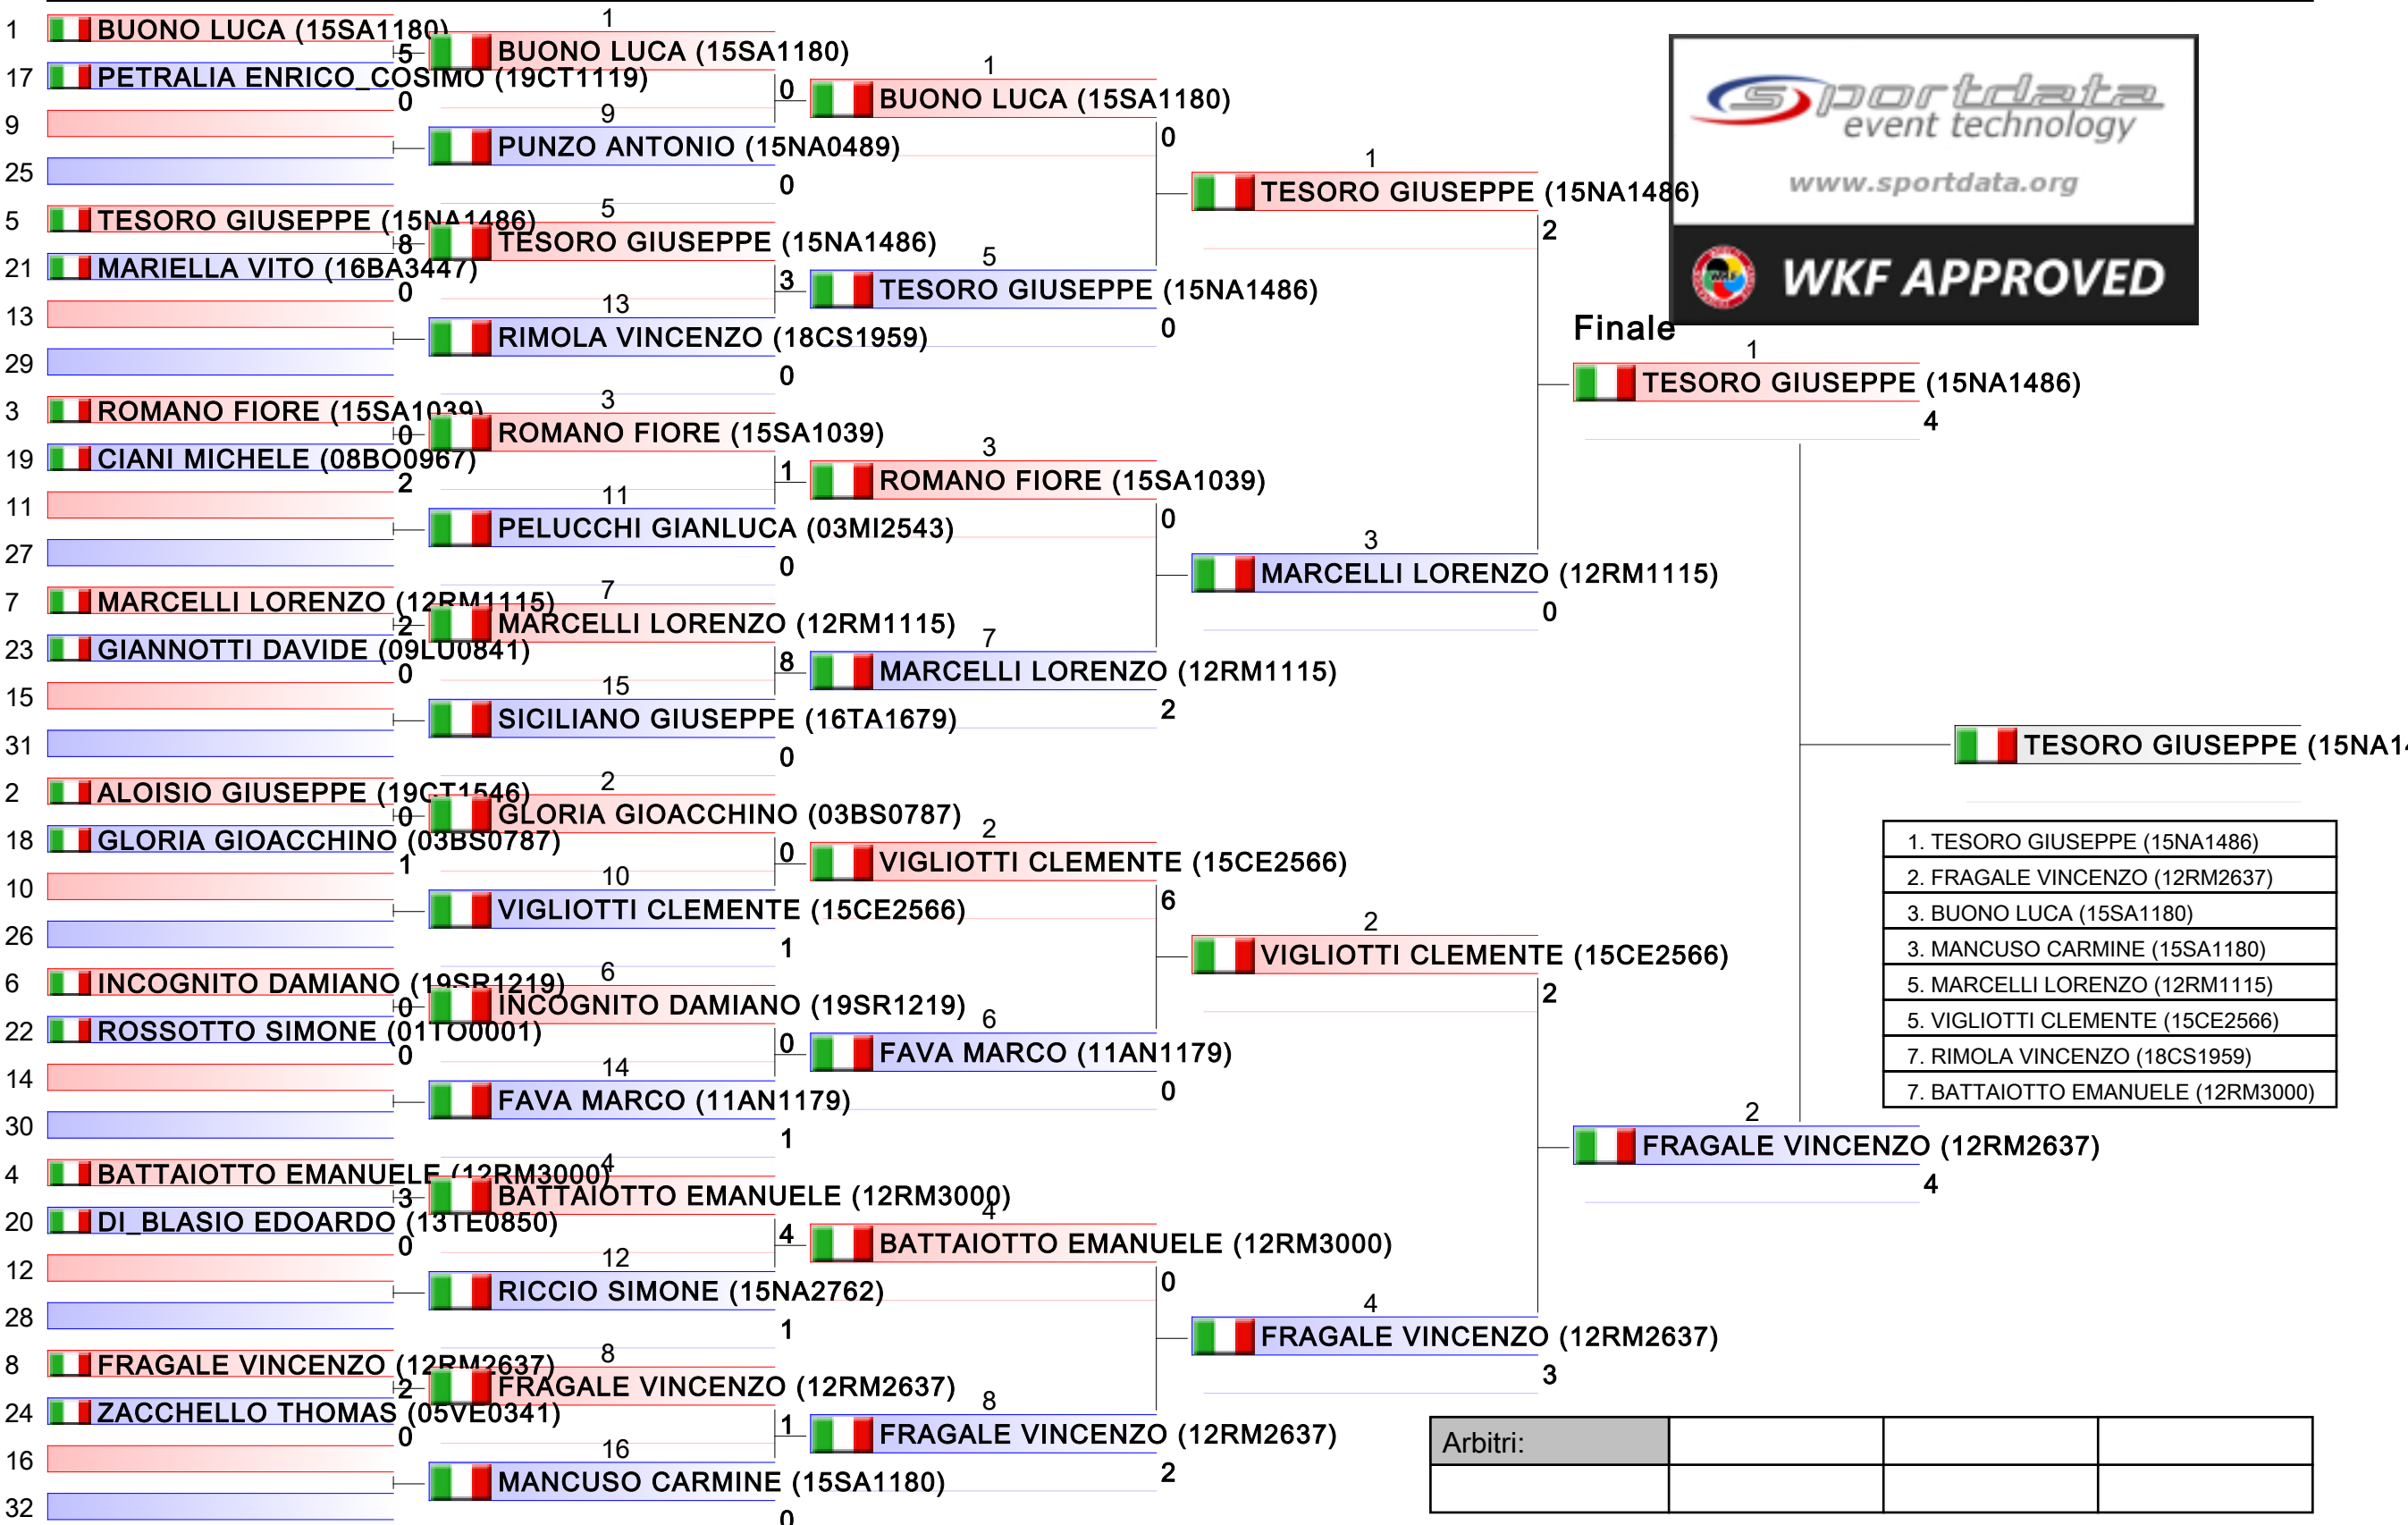 1 BUONO LUCA (15SA1180)
5
17 PETRALIA ENRICO_COSIMO (19CT1119)
0
9
25
5 TESORO GIUSEPPE (15NA1486)
8
21 MARIELLA VITO (16BA3447)
0
13
29
3 ROMANO FIORE (15SA1039)
0
19 CIANI MICHELE (08BO0967)
2
11
27
7 MARCELLI LORENZO (12RM1115)
2
23 GIANNOTTI DAVIDE (09LU0841)
0
15
31
2 ALOISIO GIUSEPPE (19CT1546)
0
18 GLORIA GIOACCHINO (03BS0787)
1
10
26
6 INCOGNITO DAMIANO (19SR1219)
0
22 ROSSOTTO SIMONE (01TO0001)
0
14
30
4 BATTAIOTTO EMANUELE (12RM3000)
3
20 DI_BLASIO EDOARDO (13TE0850)
0
12
28
8 FRAGALE VINCENZO (12RM2637)
2
24 ZACCHELLO THOMAS (05VE0341)
0
16
32
1
BUONO LUCA (15SA1180)
0
9
PUNZO ANTONIO (15NA0489)
0
5
TESORO GIUSEPPE (15NA1486)
3
13
RIMOLA VINCENZO (18CS1959)
0
3
ROMANO FIORE (15SA1039)
1
11
PELUCCHI GIANLUCA (03MI2543)
0
7
MARCELLI LORENZO (12RM1115)
8
15
SICILIANO GIUSEPPE (16TA1679)
0
2
GLORIA GIOACCHINO (03BS0787)
0
10
VIGLIOTTI CLEMENTE (15CE2566)
1
6
INCOGNITO DAMIANO (19SR1219)
0
14
FAVA MARCO (11AN1179)
1
4
BATTAIOTTO EMANUELE (12RM3000)
4
12
RICCIO SIMONE (15NA2762)
1
8
FRAGALE VINCENZO (12RM2637)
1
16
MANCUSO CARMINE (15SA1180)
0
1
BUONO LUCA (15SA1180)
0
5
TESORO GIUSEPPE (15NA1486)
0
3
ROMANO FIORE (15SA1039)
0
7
MARCELLI LORENZO (12RM1115)
2
2
VIGLIOTTI CLEMENTE (15CE2566)
6
6
FAVA MARCO (11AN1179)
0
4
BATTAIOTTO EMANUELE (12RM3000)
0
8
FRAGALE VINCENZO (12RM2637)
2
1
TESORO GIUSEPPE (15NA1486)
2
3
MARCELLI LORENZO (12RM1115)
0
2
VIGLIOTTI CLEMENTE (15CE2566)
2
4
FRAGALE VINCENZO (12RM2637)
3
sportdata
event technology
www.sportdata.org
WKF
WKF APPROVED
Finale
1
TESORO GIUSEPPE (15NA1486)
4
2
FRAGALE VINCENZO (12RM2637)
4
TESORO GIUSEPPE (15NA14
1. TESORO GIUSEPPE (15NA1486)
2. FRAGALE VINCENZO (12RM2637)
3. BUONO LUCA (15SA1180)
3. MANCUSO CARMINE (15SA1180)
5. MARCELLI LORENZO (12RM1115)
5. VIGLIOTTI CLEMENTE (15CE2566)
7. RIMOLA VINCENZO (18CS1959)
7. BATTAIOTTO EMANUELE (12RM3000)
Arbitri: